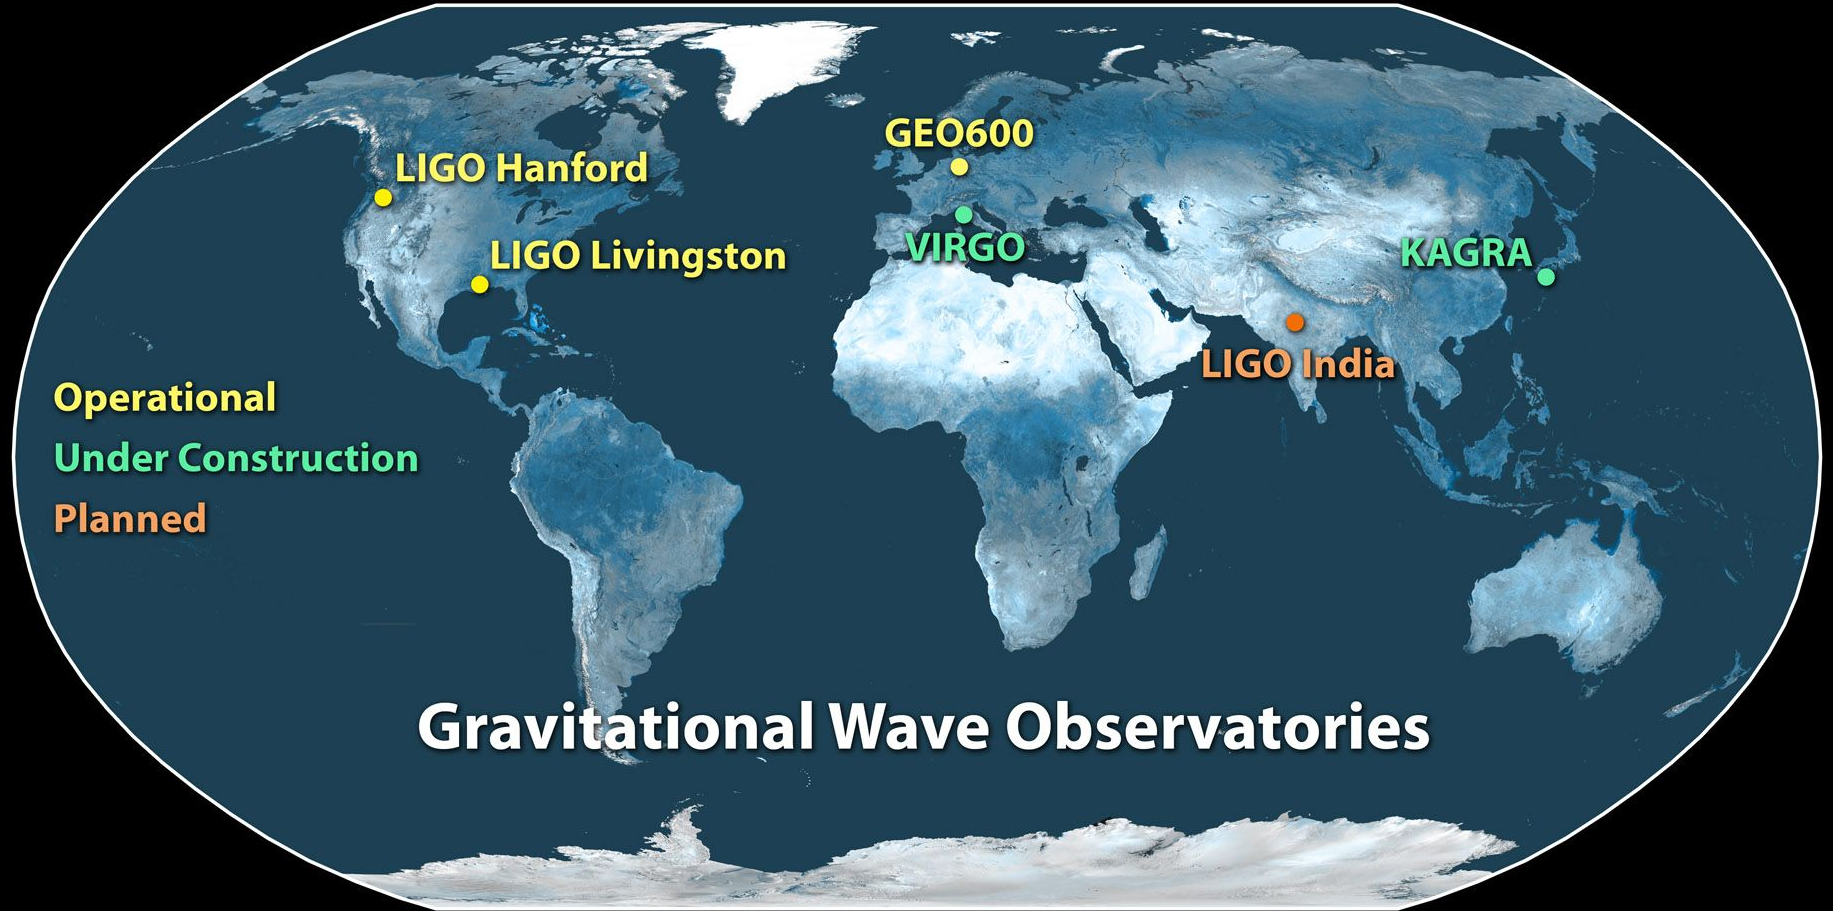 GEO600
LIGO Hanford
VIRGO
KAGRA
LIGO Livingston
LIGO India
Operational
Under Construction
Planned
Gravitational Wave Observatories